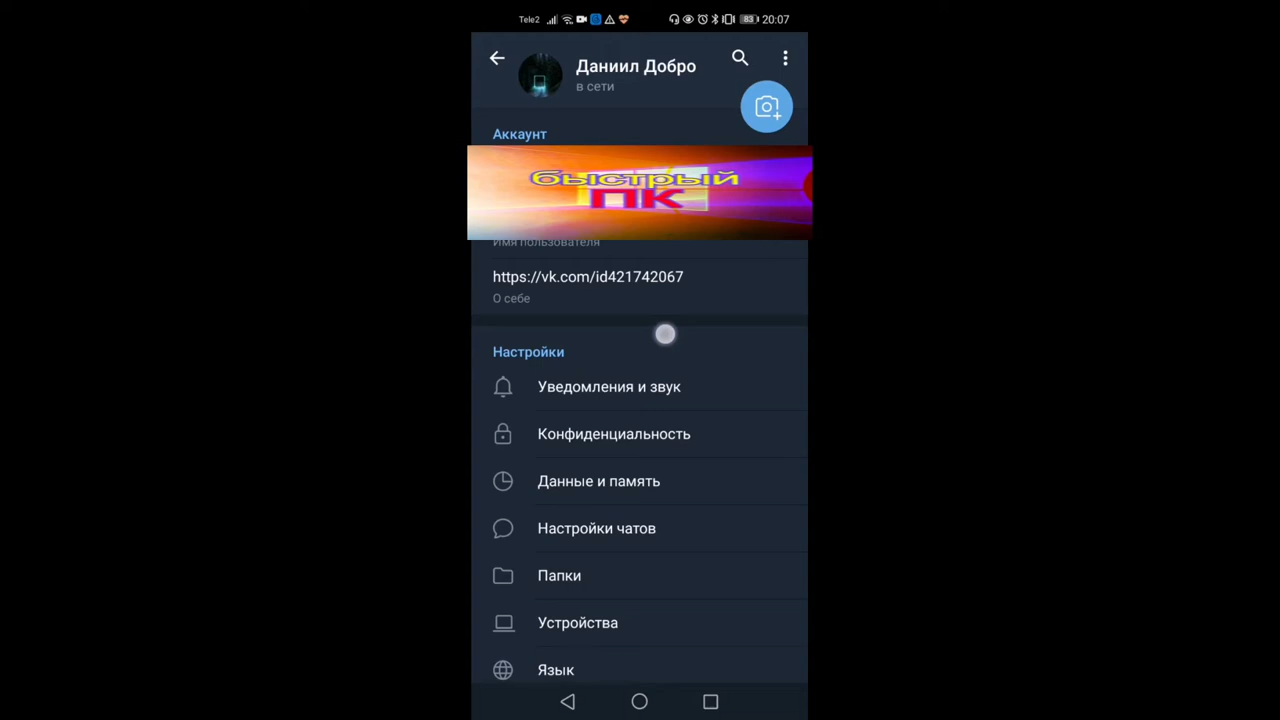 Tele2
83
20:07
Даниил Добро
в сети
Аккаунт
быстрый
ПК
Имя пользователя
https://vk.com/id421742067
О себе
Настройки
Уведомления и звук
Конфиденциальность
Данные и память
Настройки чатов
Папки
Устройства
Язык